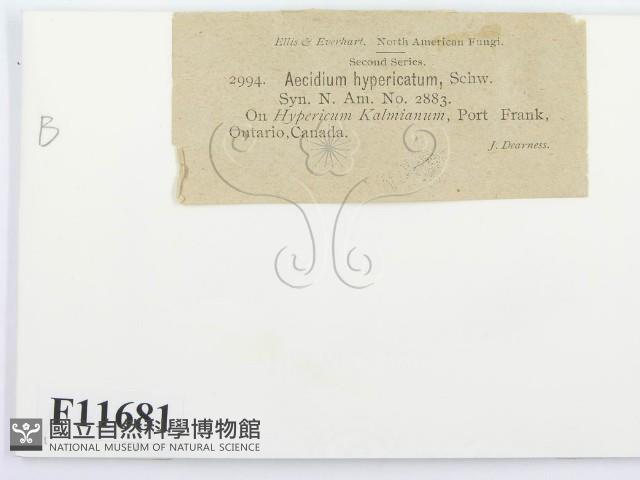 Ellis & Everhart. North American Fungi.
Second Series.
2994. Aecidium hypericatum, Schw.
Syn. N. Am. No. 2883.
On Hypericum Kalmianum, Port Frank,
Ontario,Canada.
J. Dearness.
B
F11681
國立自然科學博物館
NATIONAL MUSEUM OF NATURAL SCIENCE